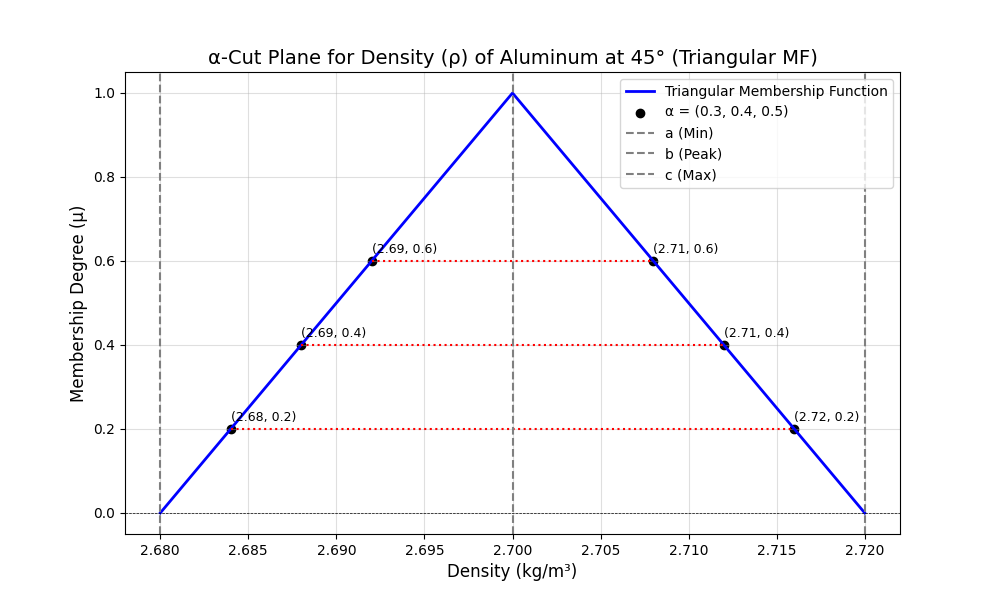 α-Cut Plane for Density (ρ) of Aluminum at 45° (Triangular MF)
Membership Degree (μ)
1.0
0.8
0.6
0.4
0.2
0.0
Triangular Membership Function
α = (0.3, 0.4, 0.5)
a (Min)
b (Peak)
c (Max)
(2.69, 0.6)
(2.71, 0.6)
(2.69, 0.4)
(2.71, 0.4)
(2.68, 0.2)
(2.72, 0.2)
2.680
2.685
2.690
2.695
2.700
2.705
2.710
2.715
2.720
Density (kg/m³)